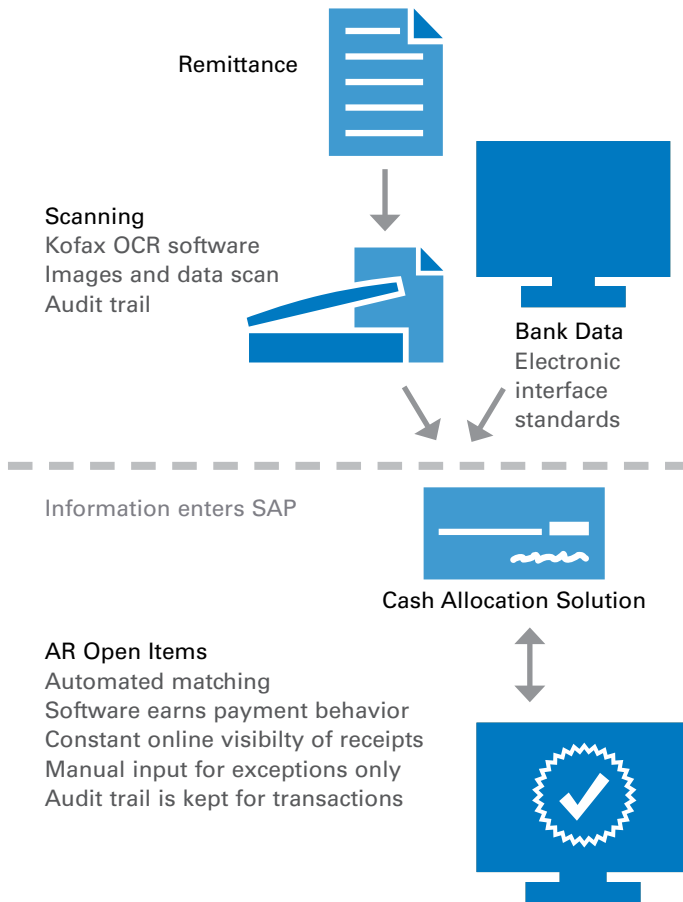 Remittance
Scanning
Kofax OCR software
Images and data scan
Audit trail
Bank Data
Electronic
interface
standards
Information enters SAP
Cash Allocation Solution
AR Open Items
Automated matching
Software earns payment behavior
Constant online visibilty of receipts
Manual input for exceptions only
Audit trail is kept for transactions